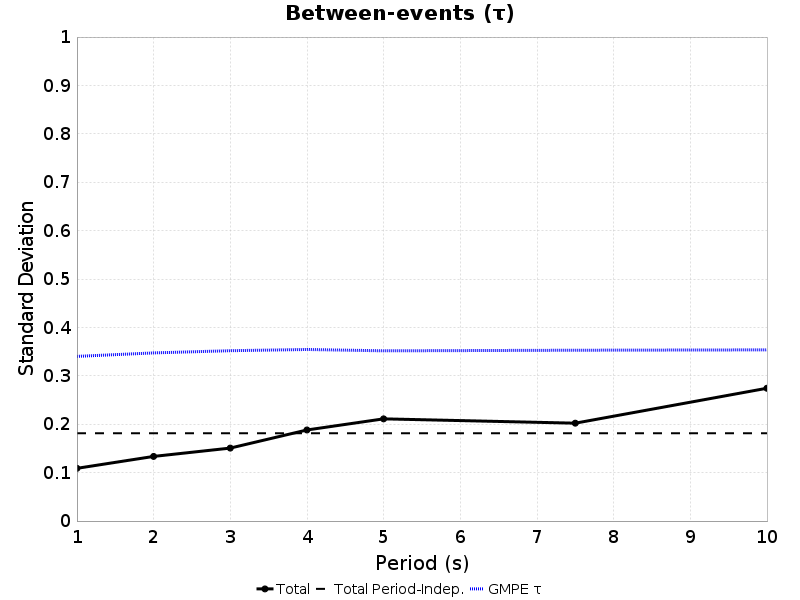 Between-events (τ)
Standard Deviation
1
0.9
0.8
0.7
0.6
0.5
0.4
0.3
0.2
0.1
0
1 2 3 4 5 6 7 8 9 10
Period (s)
Total Total Period-Indep. GMPE τ